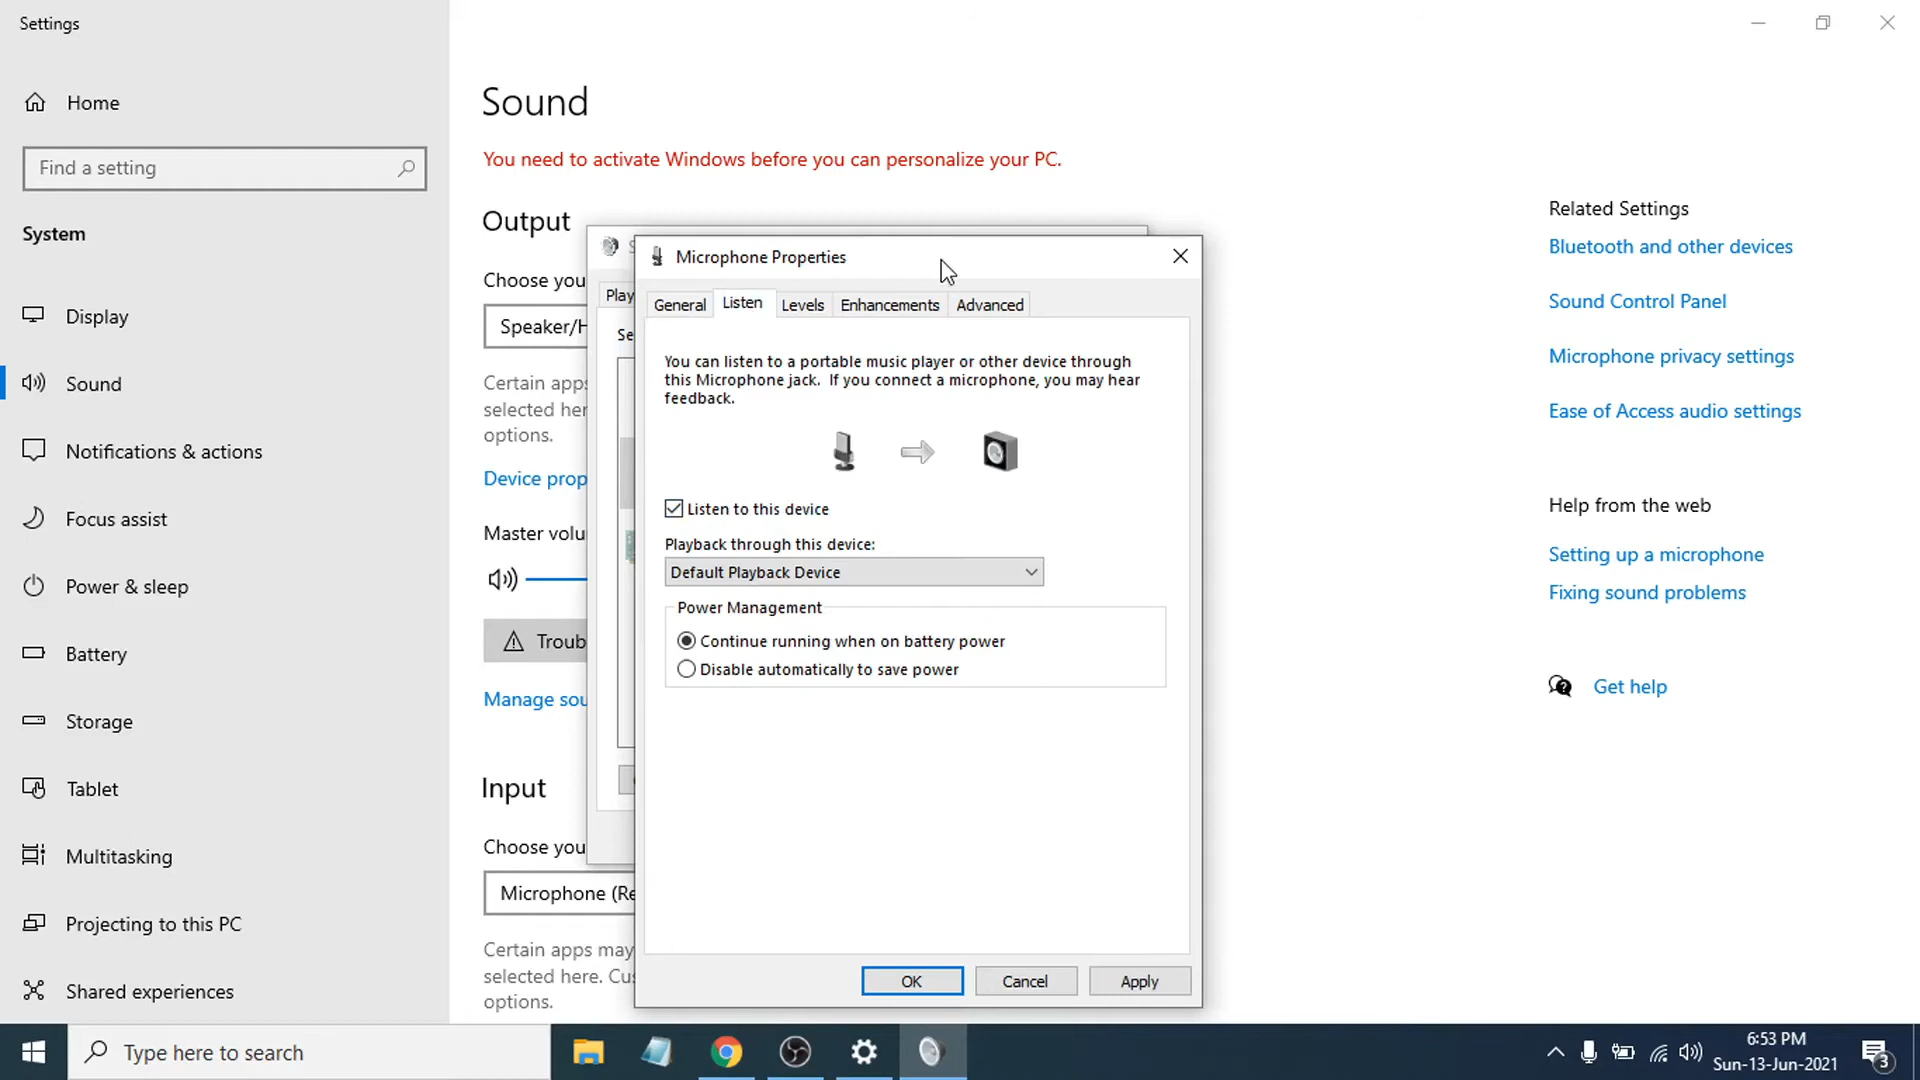 Settings
Home
Find a setting
System
Display
Sound
Notifications & actions
Focus assist
Power & sleep
Battery
Storage
Tablet
Multitasking
Projecting to this PC
Shared experiences
Sound
You need to activate Windows before you can personalize your PC.
Output
Choose you
Speaker/H
Certain apps
selected her
options.
Device prop
Master volu
Troub
Manage sou
Input
Choose you
Microphone (Re
Certain apps may
selected here. Cus
options.
Play
Se
Microphone Properties
General
Listen
Levels
Enhancements
Advanced
You can listen to a portable music player or other device through
this Microphone jack. If you connect a microphone, you may hear
feedback.
Listen to this device
Playback through this device:
Default Playback Device
Power Management
Continue running when on battery power
Disable automatically to save power
OK
Cancel
Apply
Related Settings
Bluetooth and other devices
Sound Control Panel
Microphone privacy settings
Ease of Access audio settings
Help from the web
Setting up a microphone
Fixing sound problems
Get help
Type here to search
6:53 PM
Sun-13-Jun-2021
3